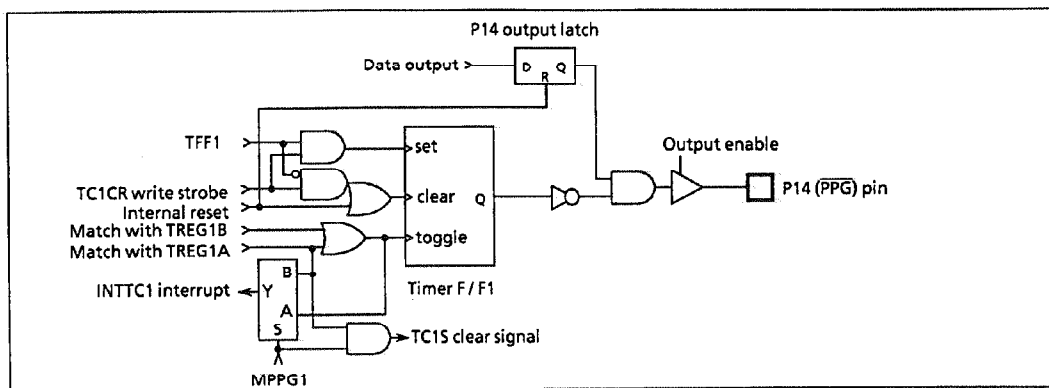 P14 output latch
Data output
D Q
R
TFF1
set
Output enable
TC1CR write strobe
clear
Q
P14 (PPG) pin
Internal reset
Match with TREG1B
toggle
Match with TREG1A
B
Timer F / F1
INTTC1 interrupt
Y
A
S
TC1S clear signal
MPPG1